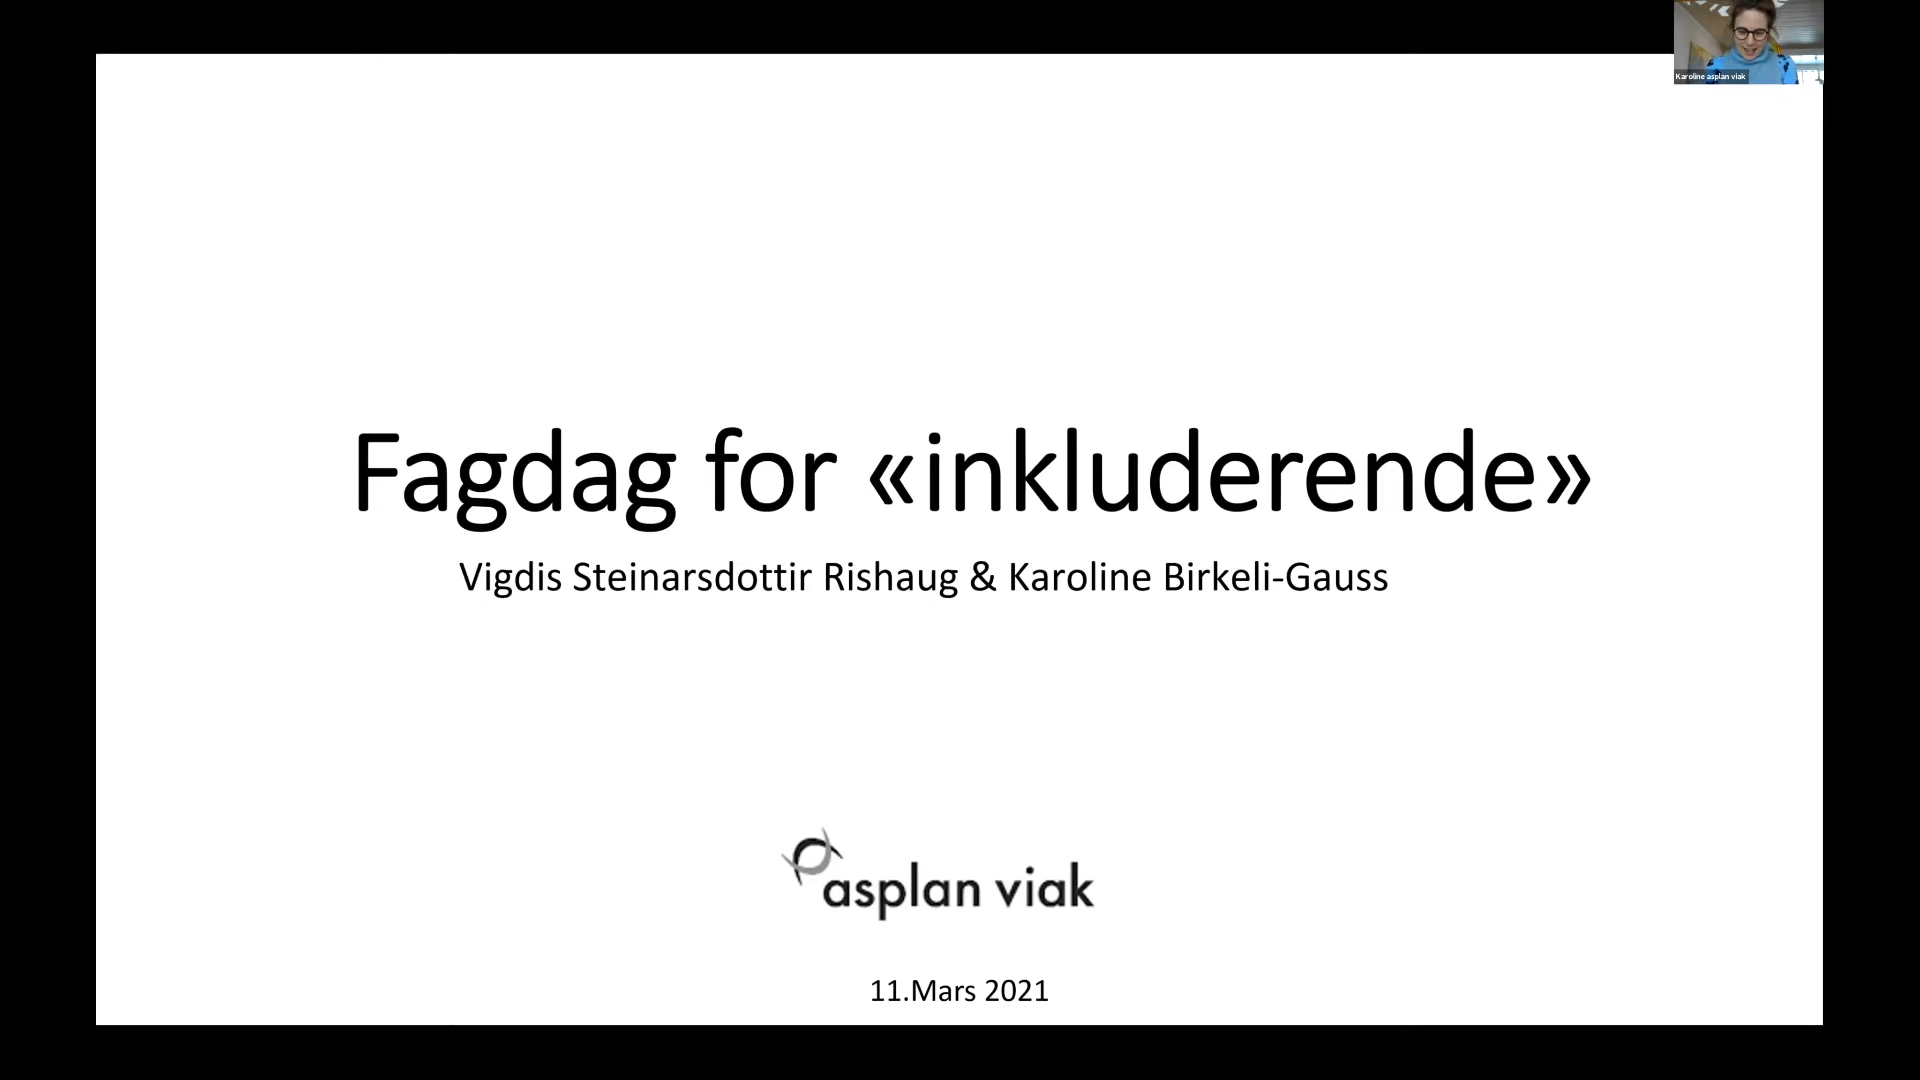 Karoline asplan viak
Fagdag for «inkluderende»
Vigdis Steinarsdottir Rishaug & Karoline Birkeli-Gauss
asplan viak
11.Mars 2021